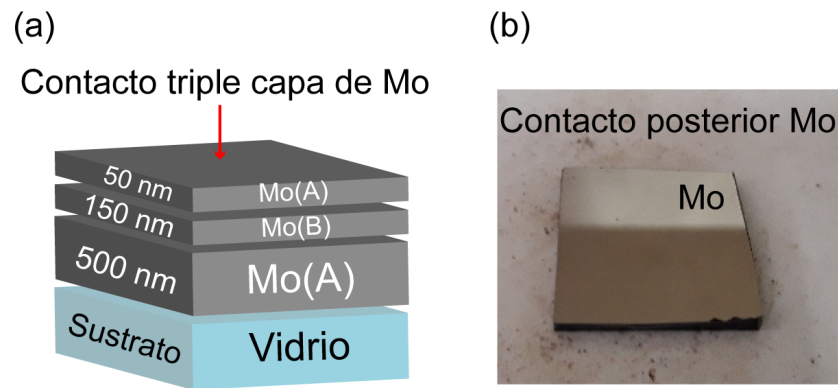 (a)
Contacto triple capa de Mo
50 nm
Mo(A)
150 nm
Mo(B)
500 nm
Mo(A)
Sustrato
Vidrio
(b)
Contacto posterior Mo
Mo